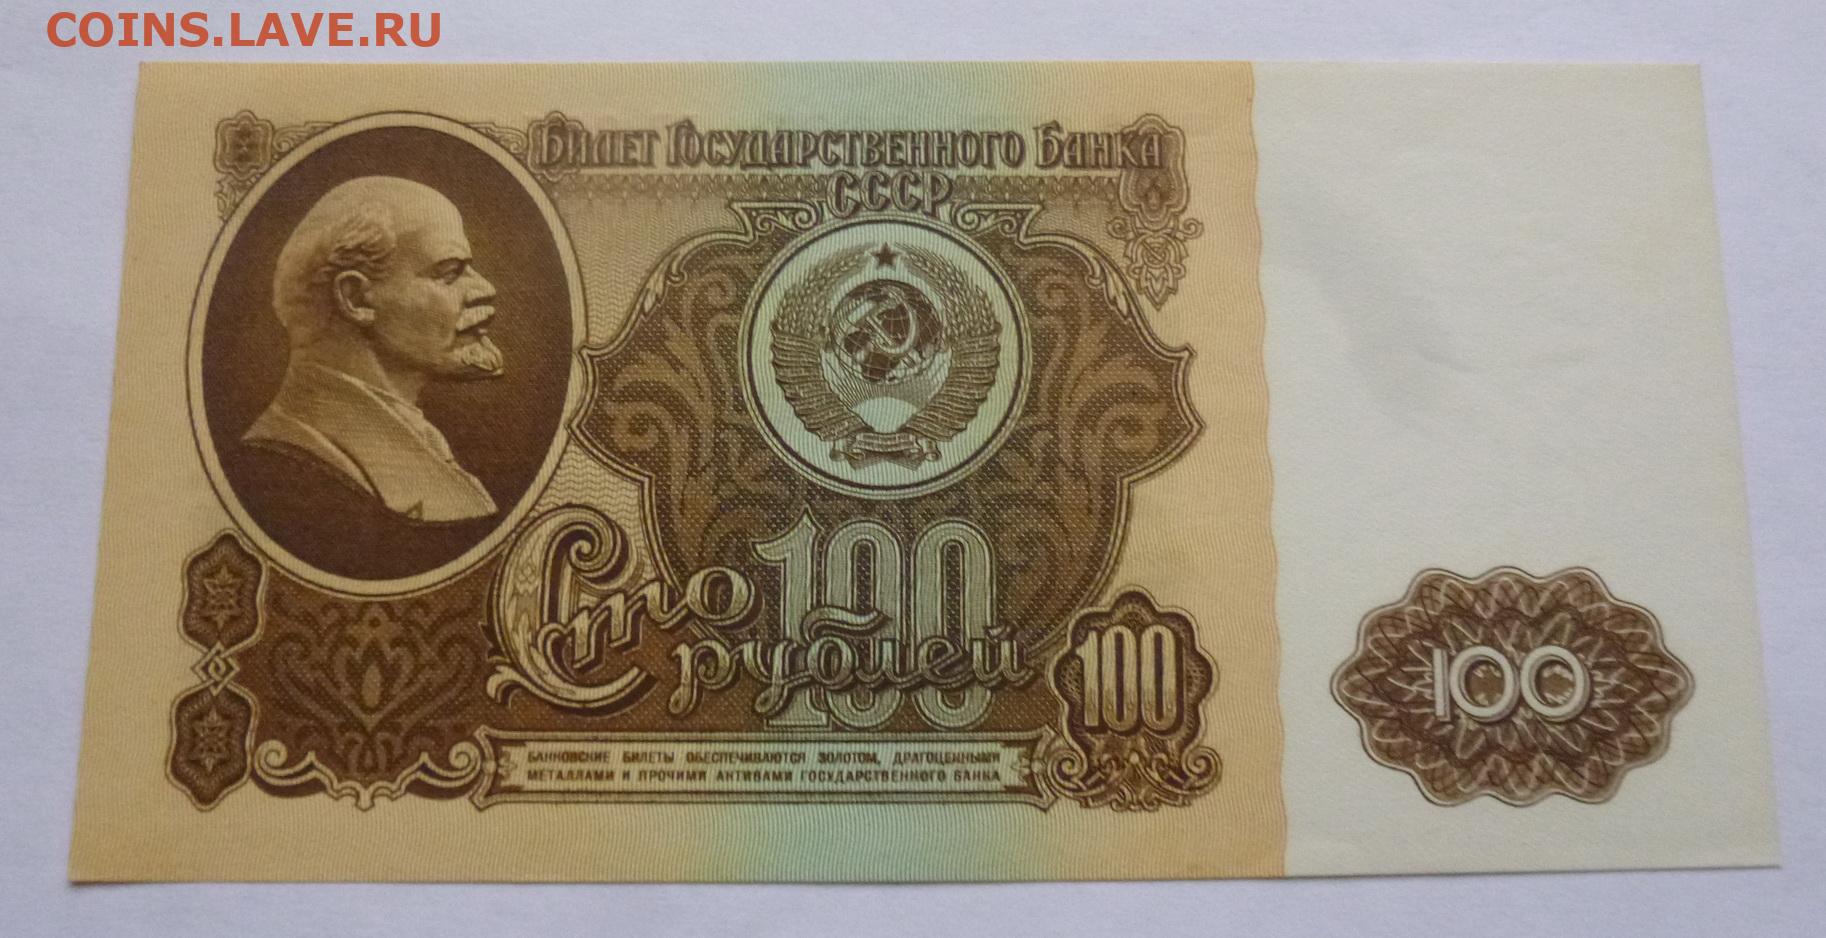 COINS.LAVE.RU
БИЛЕТ ГОСУДАРСТВЕННОГО БАНКА
СССР
100
Сто
рублей
100
100
БАНКОВСКИЕ БИЛЕТЫ ОБЕСПЕЧИВАЮТСЯ ЗОЛОТОМ, ДРАГОЦЕННЫМИ
МЕТАЛЛАМИ И ПРОЧИМИ АКТИВАМИ ГОСУДАРСТВЕННОГО БАНКА
100